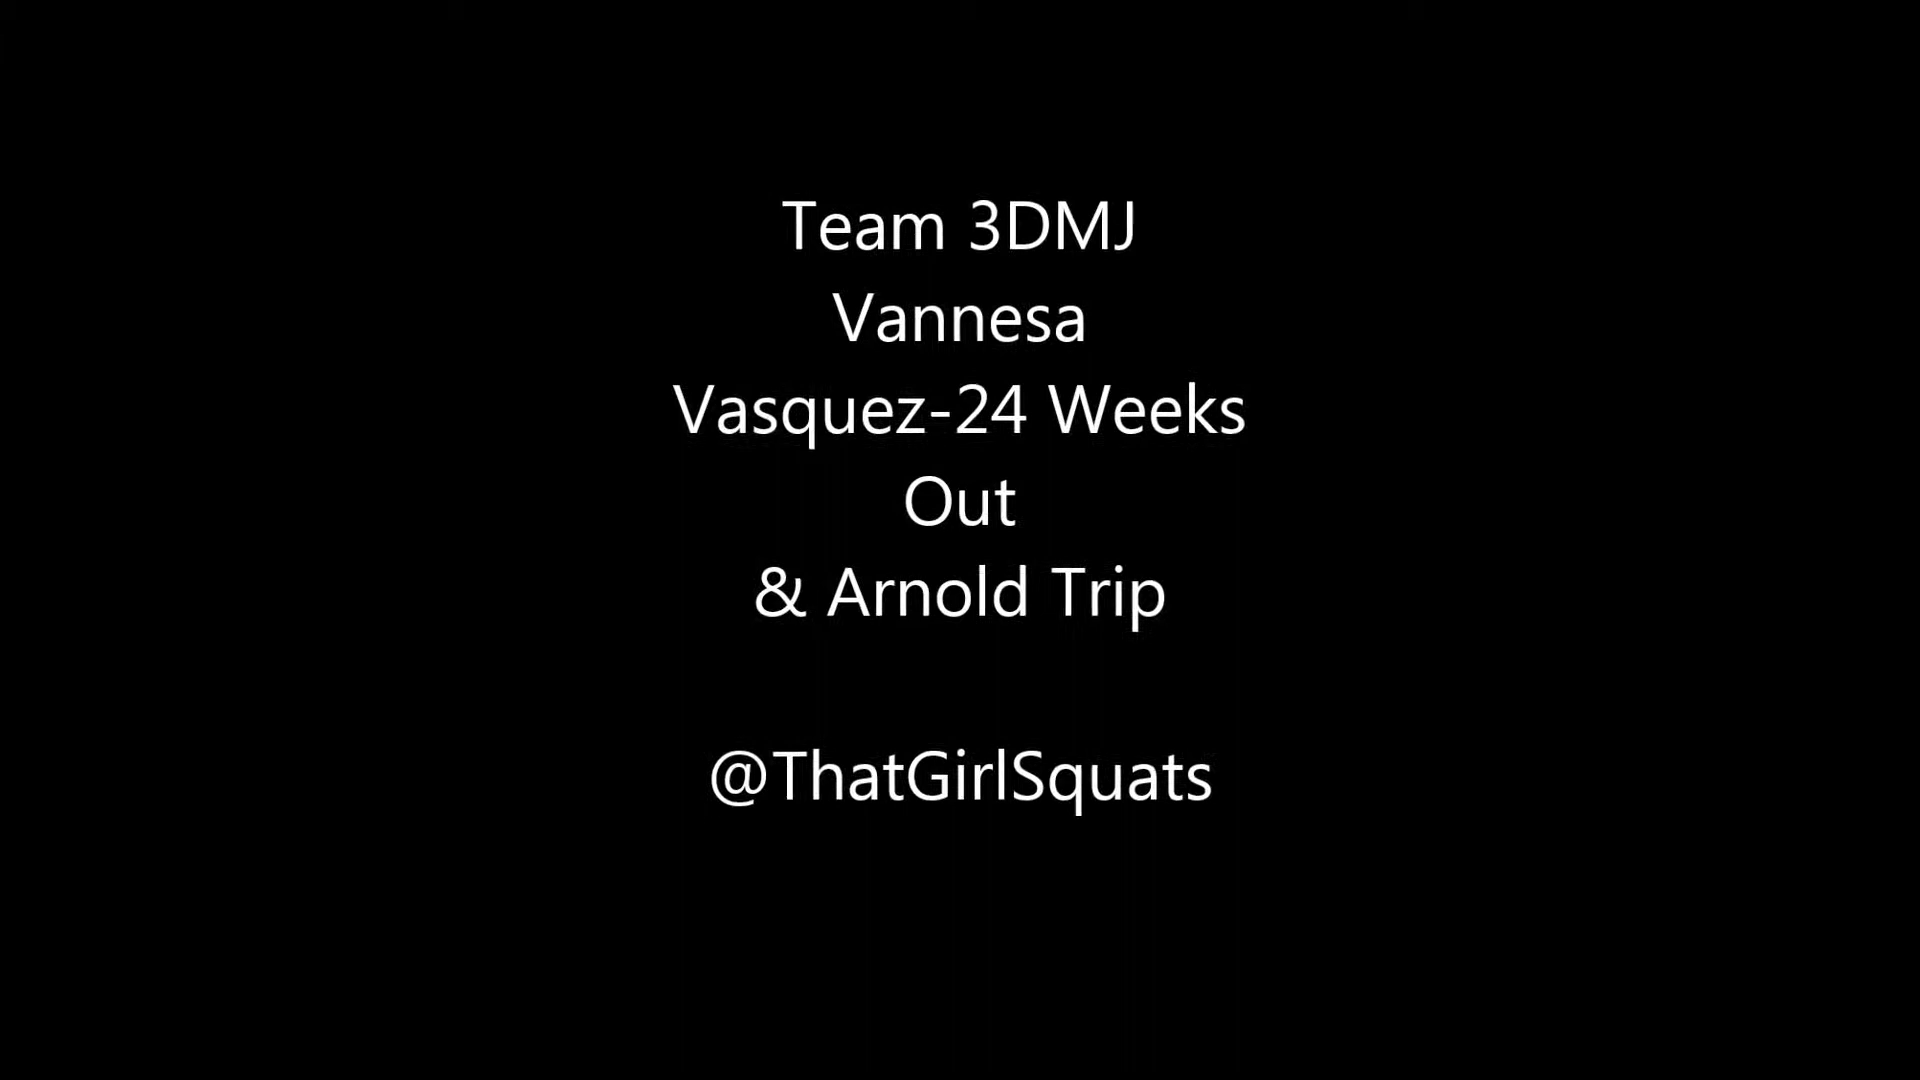 Team 3DMJ
Vannesa
Vasquez-24 Weeks
Out
& Arnold Trip
@ThatGirlSquats